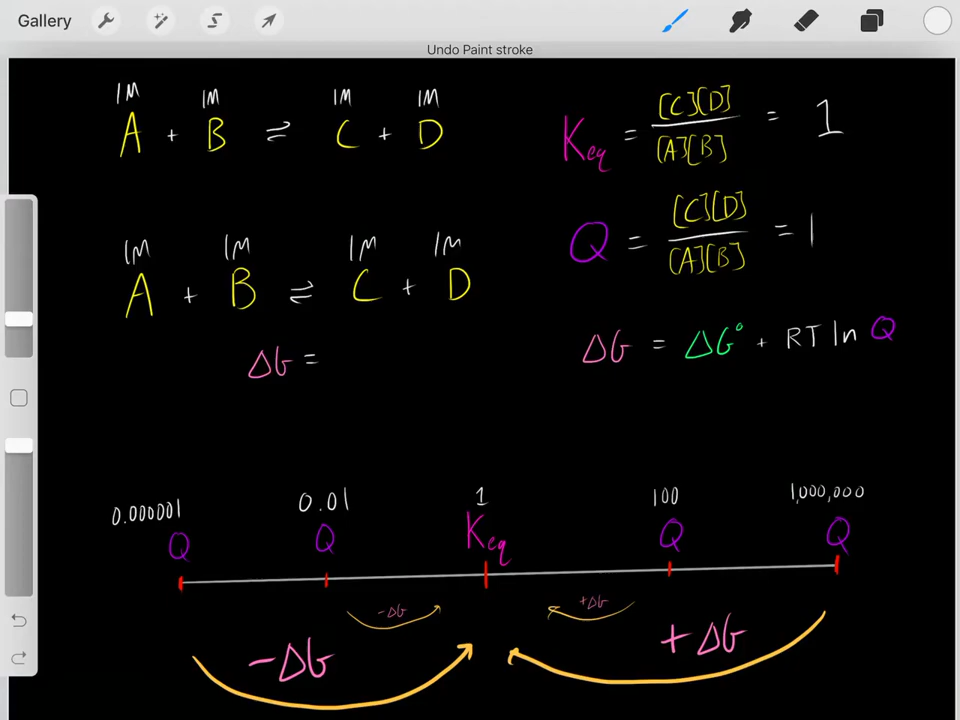 Gallery
Undo Paint stroke
1M 1M 1M 1M
A + B ⇌ C + D
Keq = [C][D] / [A][B] = 1
1M 1M 1M 1M
A + B ⇌ C + D
Q = [C][D] / [A][B] = 1
ΔG =
ΔG = ΔG° + RT ln Q
0.000001 0.01 1 100 1,000,000
Q Q Keq Q Q
-ΔG +ΔG
-ΔG +ΔG